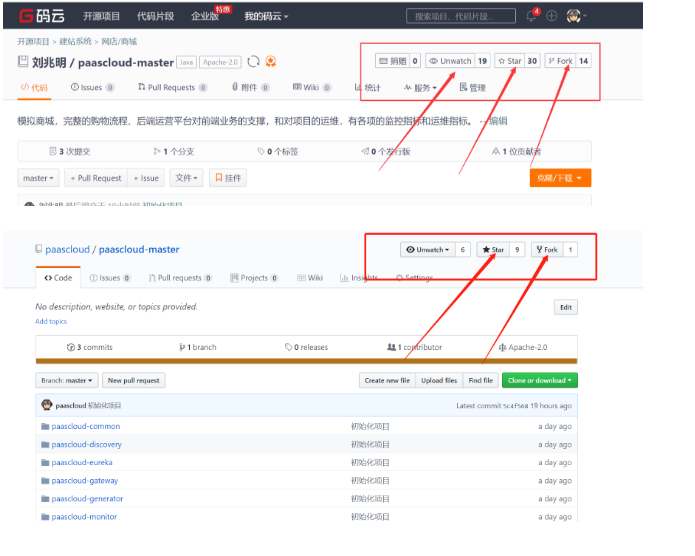 码云 开源项目 代码片段 企业版 特惠 我的码云 搜索项目、代码片段... 4
开源项目 > 建站系统 > 网店/商城
刘兆明 / paascloud-master Java Apache-2.0 捐赠 0 Unwatch 19 Star 30 Fork 14
代码 Issues 0 Pull Requests 0 附件 0 Wiki 0 统计 服务 管理
模拟商城，完整的购物流程、后端运营平台对前端业务的支撑，和对项目的运维，有各项的监控指标和运维指标。 编辑
3 次提交 1 个分支 0 个标签 0 个发行版 1 位贡献者
master + Pull Request + Issue 文件 挂件 克隆/下载
paascloud / paascloud-master Unwatch 6 Star 9 Fork 1
Code Issues 0 Pull requests 0 Projects 0 Wiki Insights Settings
No description, website, or topics provided. Edit
Add topics
3 commits 1 branch 0 releases 1 contributor Apache-2.0
Branch: master New pull request Create new file Upload files Find file Clone or download
paascloud 初始化项目 Latest commit 5c4f568 19 hours ago
paascloud-common 初始化项目 a day ago
paascloud-discovery 初始化项目 a day ago
paascloud-eureka 初始化项目 a day ago
paascloud-gateway 初始化项目 a day ago
paascloud-generator 初始化项目 a day ago
paascloud-monitor 初始化项目 a day ago